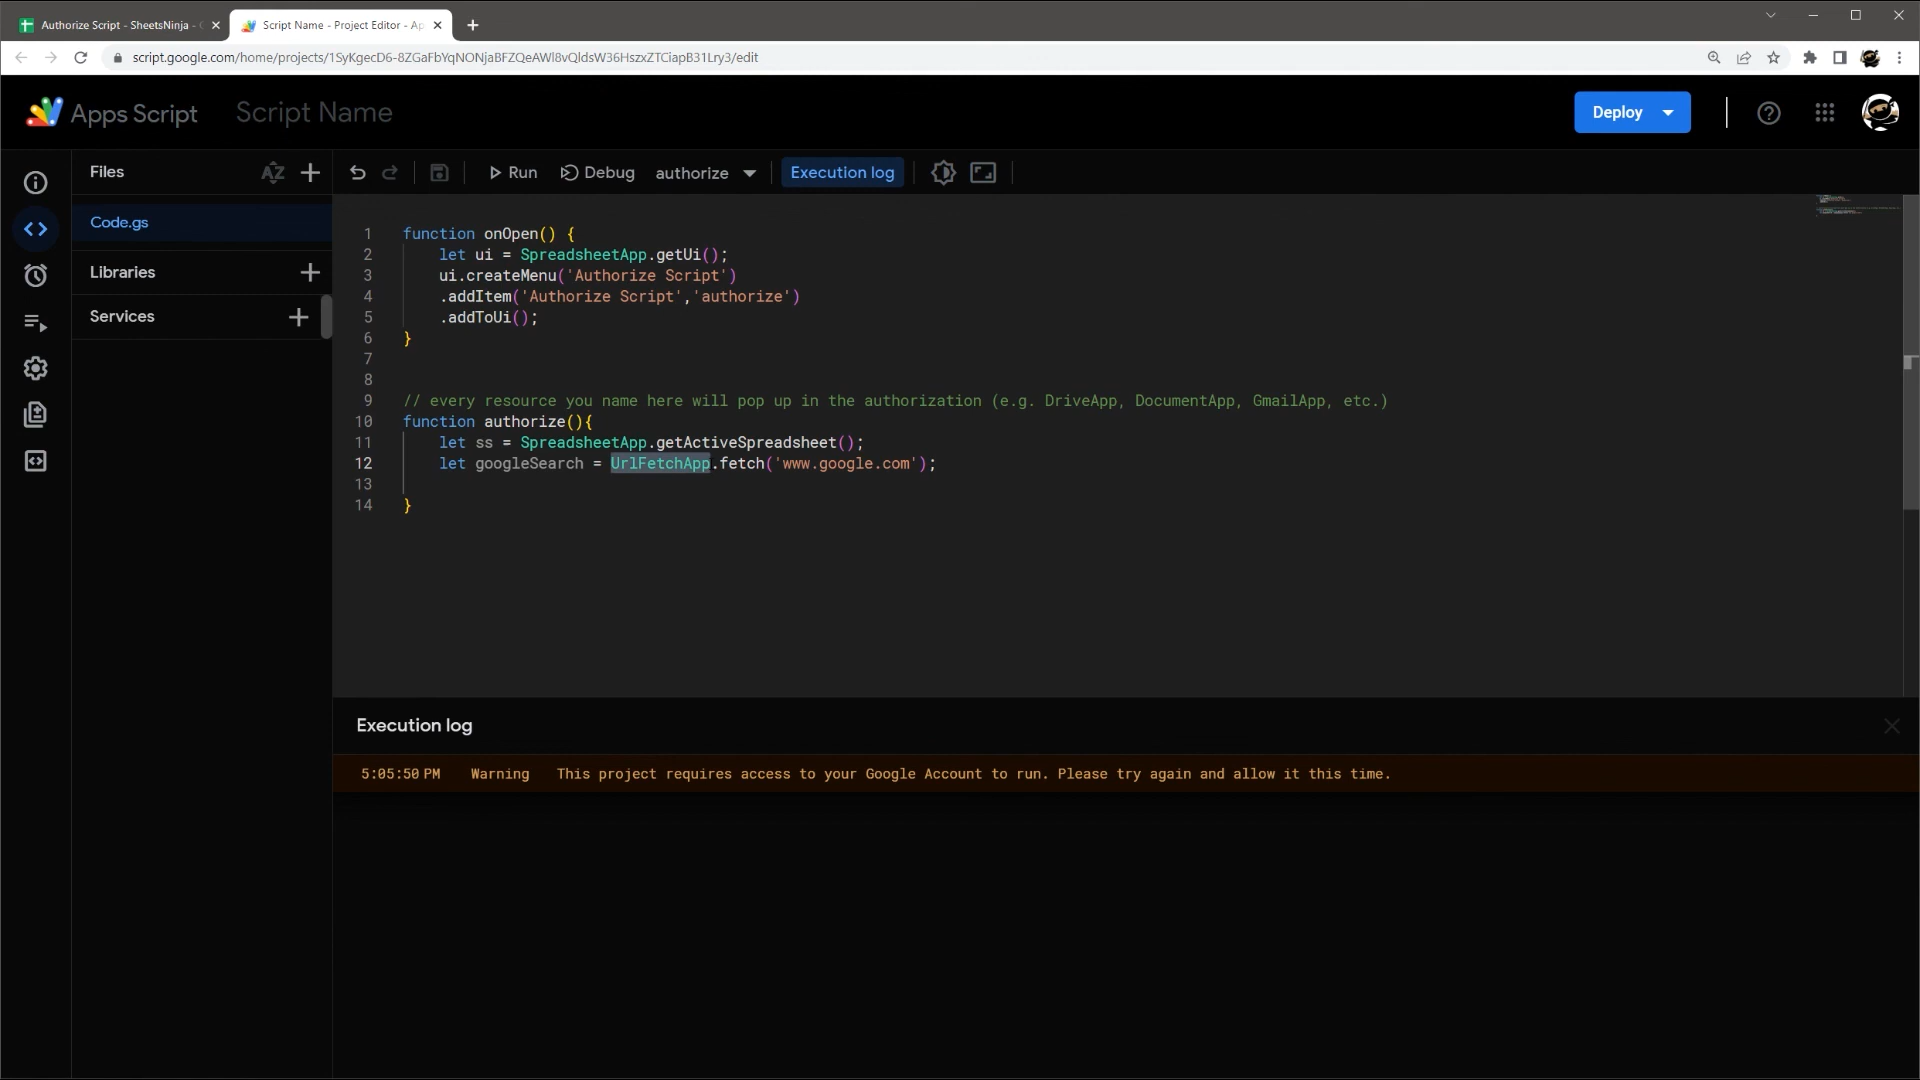 Authorize Script - SheetsNinja -
Script Name - Project Editor - Ap
script.google.com/home/projects/1SyKgecD6-8ZGaFbYqNONjaBFZQeAWl8vQldsW36HszxZTCiapB31Lry3/edit
Apps Script
Script Name
Deploy
Files
AZ
Run
Debug
authorize
Execution log
Code.gs
Libraries
Services
1 function onOpen() {
2 let ui = SpreadsheetApp.getUi();
3 ui.createMenu('Authorize Script')
4 .addItem('Authorize Script','authorize')
5 .addToUi();
6 }
7
8
9 // every resource you name here will pop up in the authorization (e.g. DriveApp, DocumentApp, GmailApp, etc.)
10 function authorize(){
11 let ss = SpreadsheetApp.getActiveSpreadsheet();
12 let googleSearch = UrlFetchApp.fetch('www.google.com');
13
14 }
Execution log
5:05:50 PM Warning This project requires access to your Google Account to run. Please try again and allow it this time.